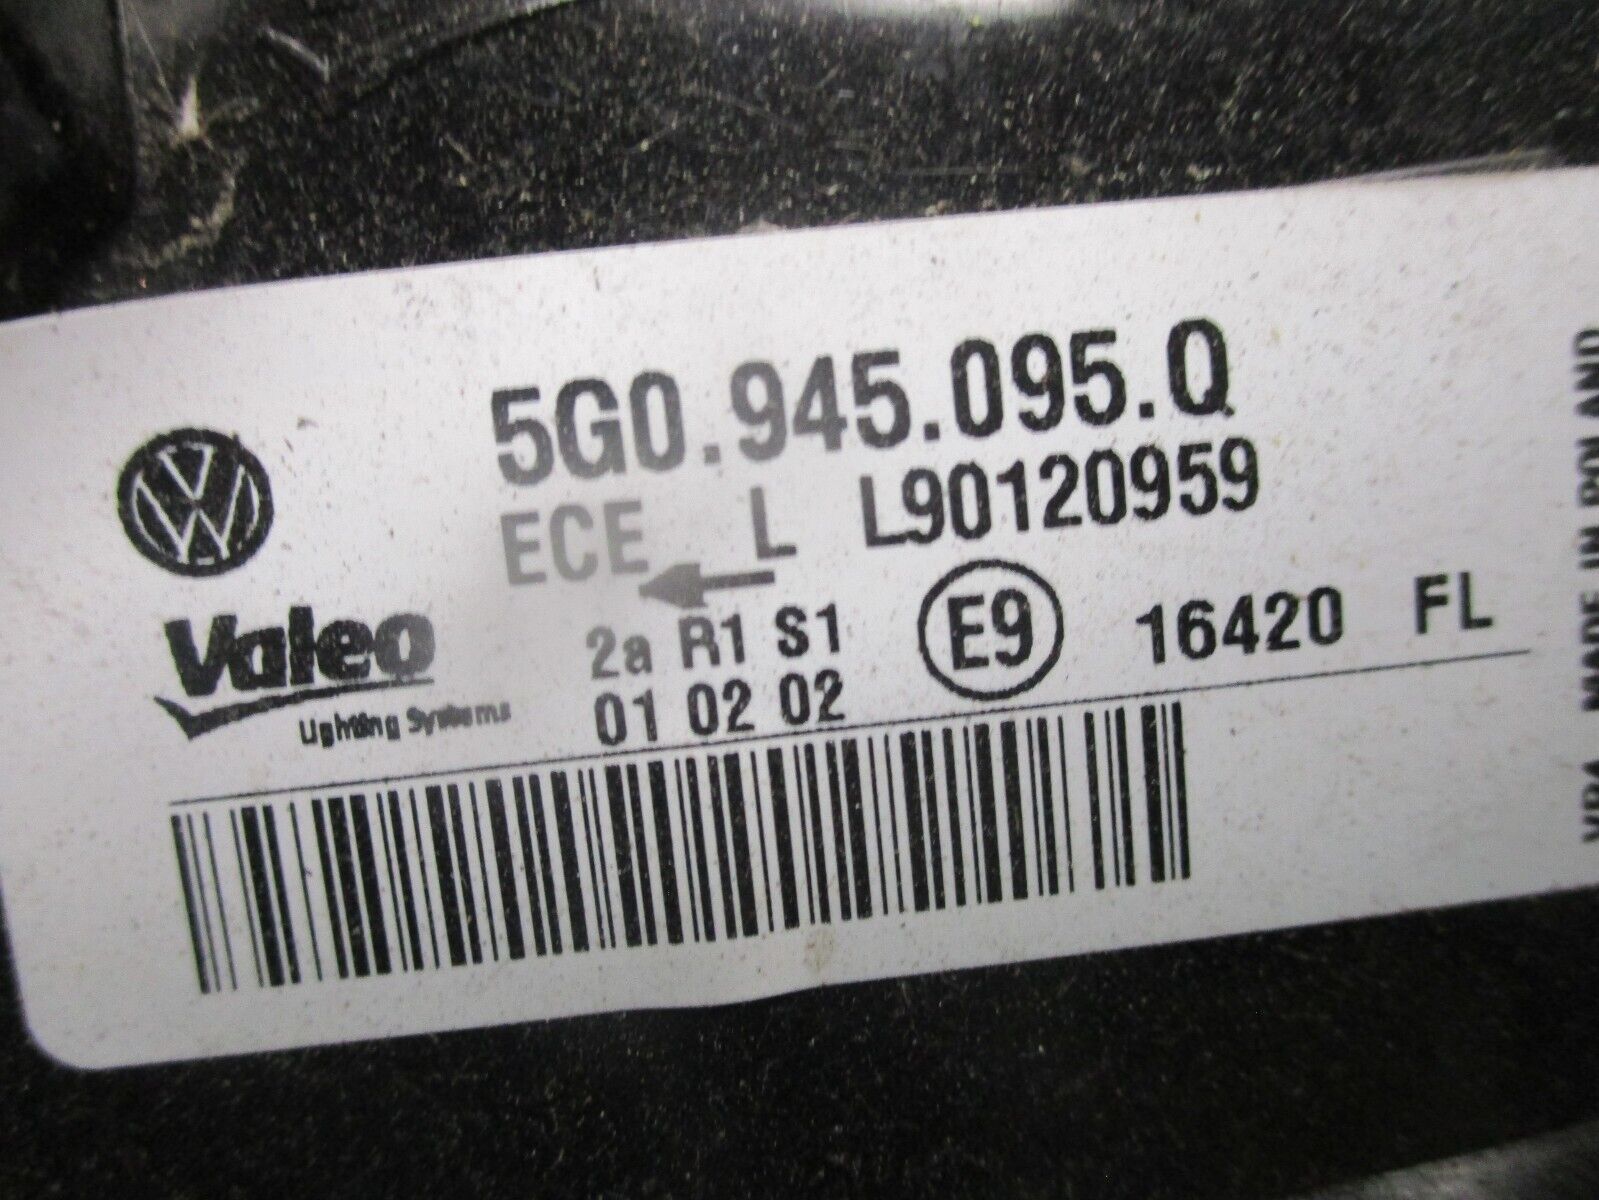 5G0.945.095.Q
ECE L L90120959
Valeo
Lighting Systems
2a R1 S1 E9 16420 FL
01 02 02
MADE IN POLAND